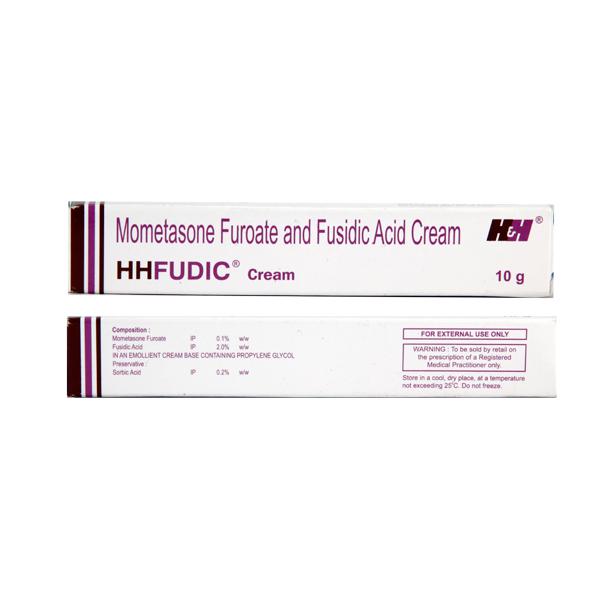 Mometasone Furoate and Fusidic Acid Cream
H&H®
HHFUDIC® Cream
10 g
Composition :
Mometasone Furoate IP 0.1% w/w
Fusidic Acid IP 2.0% w/w
IN AN EMOLLIENT CREAM BASE CONTAINING PROPYLENE GLYCOL
Preservative :
Sorbic Acid IP 0.2% w/w
FOR EXTERNAL USE ONLY
WARNING : To be sold by retail on
the prescription of a Registered
Medical Practitioner only.
Store in a cool, dry place, at a temperature
not exceeding 25°C. Do not freeze.